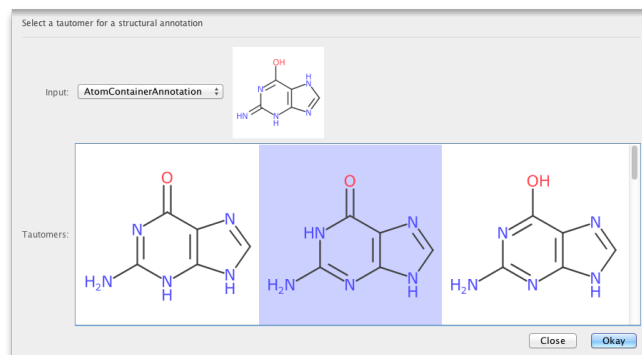 Select a tautomer for a structural annotation
Input: AtomContainerAnnotation
OH
N
H
N
HN
N
H
N
Tautomers:
O
N
N
H₂N
N
H
N
H
O
HN
N
H₂N
N
N
H
OH
N
N
H₂N
N
N
H
Close Okay